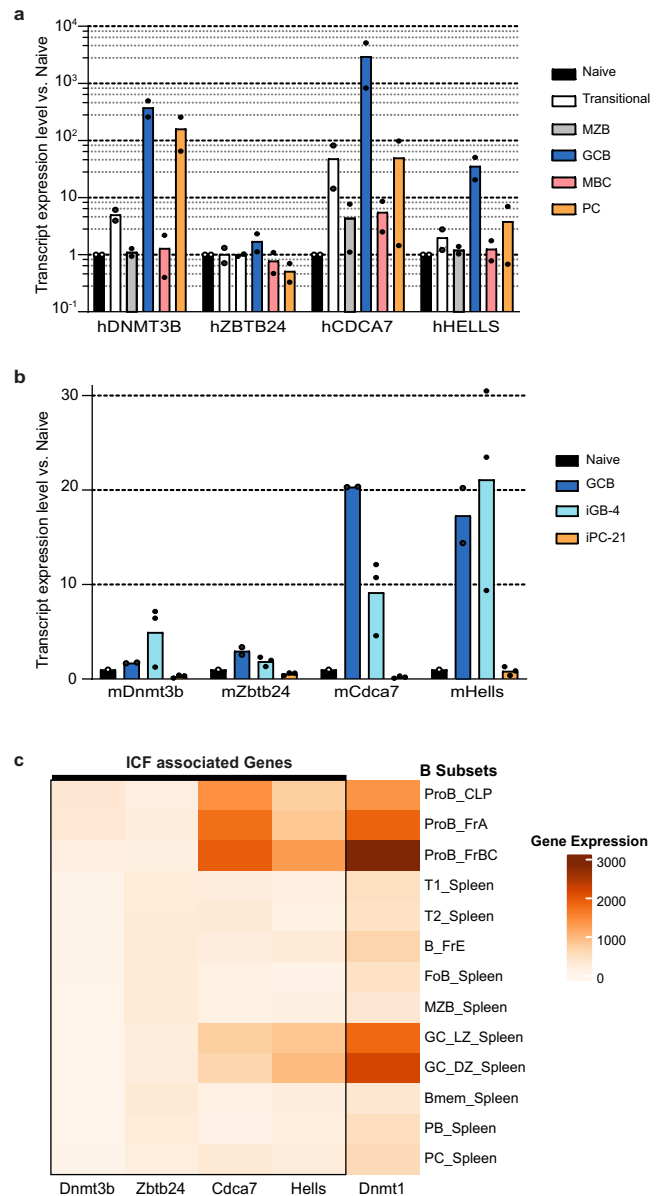 a
Transcript expression level vs. Naive
10^4
10^3
10^2
10
1
10^-1
hDNMT3B hZBTB24 hCDCA7 hHELLS
Naive
Transitional
MZB
GCB
MBC
PC
b
Transcript expression level vs. Naive
30
20
10
0
mDnmt3b mZbtb24 mCdca7 mHells
Naive
GCB
iGB-4
iPC-21
c
ICF associated Genes
B Subsets
ProB_CLP
ProB_FrA
ProB_FrBC
T1_Spleen
T2_Spleen
B_FrE
FoB_Spleen
MZB_Spleen
GC_LZ_Spleen
GC_DZ_Spleen
Bmem_Spleen
PB_Spleen
PC_Spleen
Dnmt3b Zbtb24 Cdca7 Hells Dnmt1
Gene Expression
3000
2000
1000
0